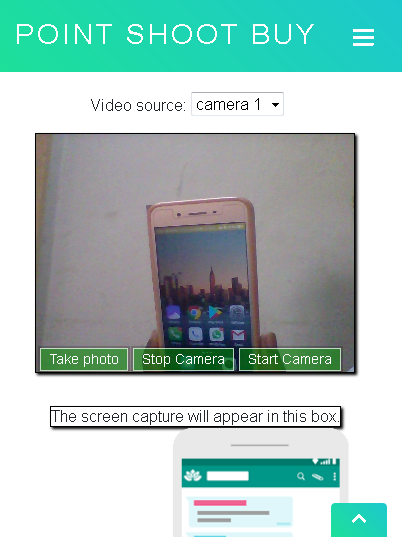 POINT SHOOT BUY
Video source: camera 1
Take photo Stop Camera Start Camera
The screen capture will appear in this box.